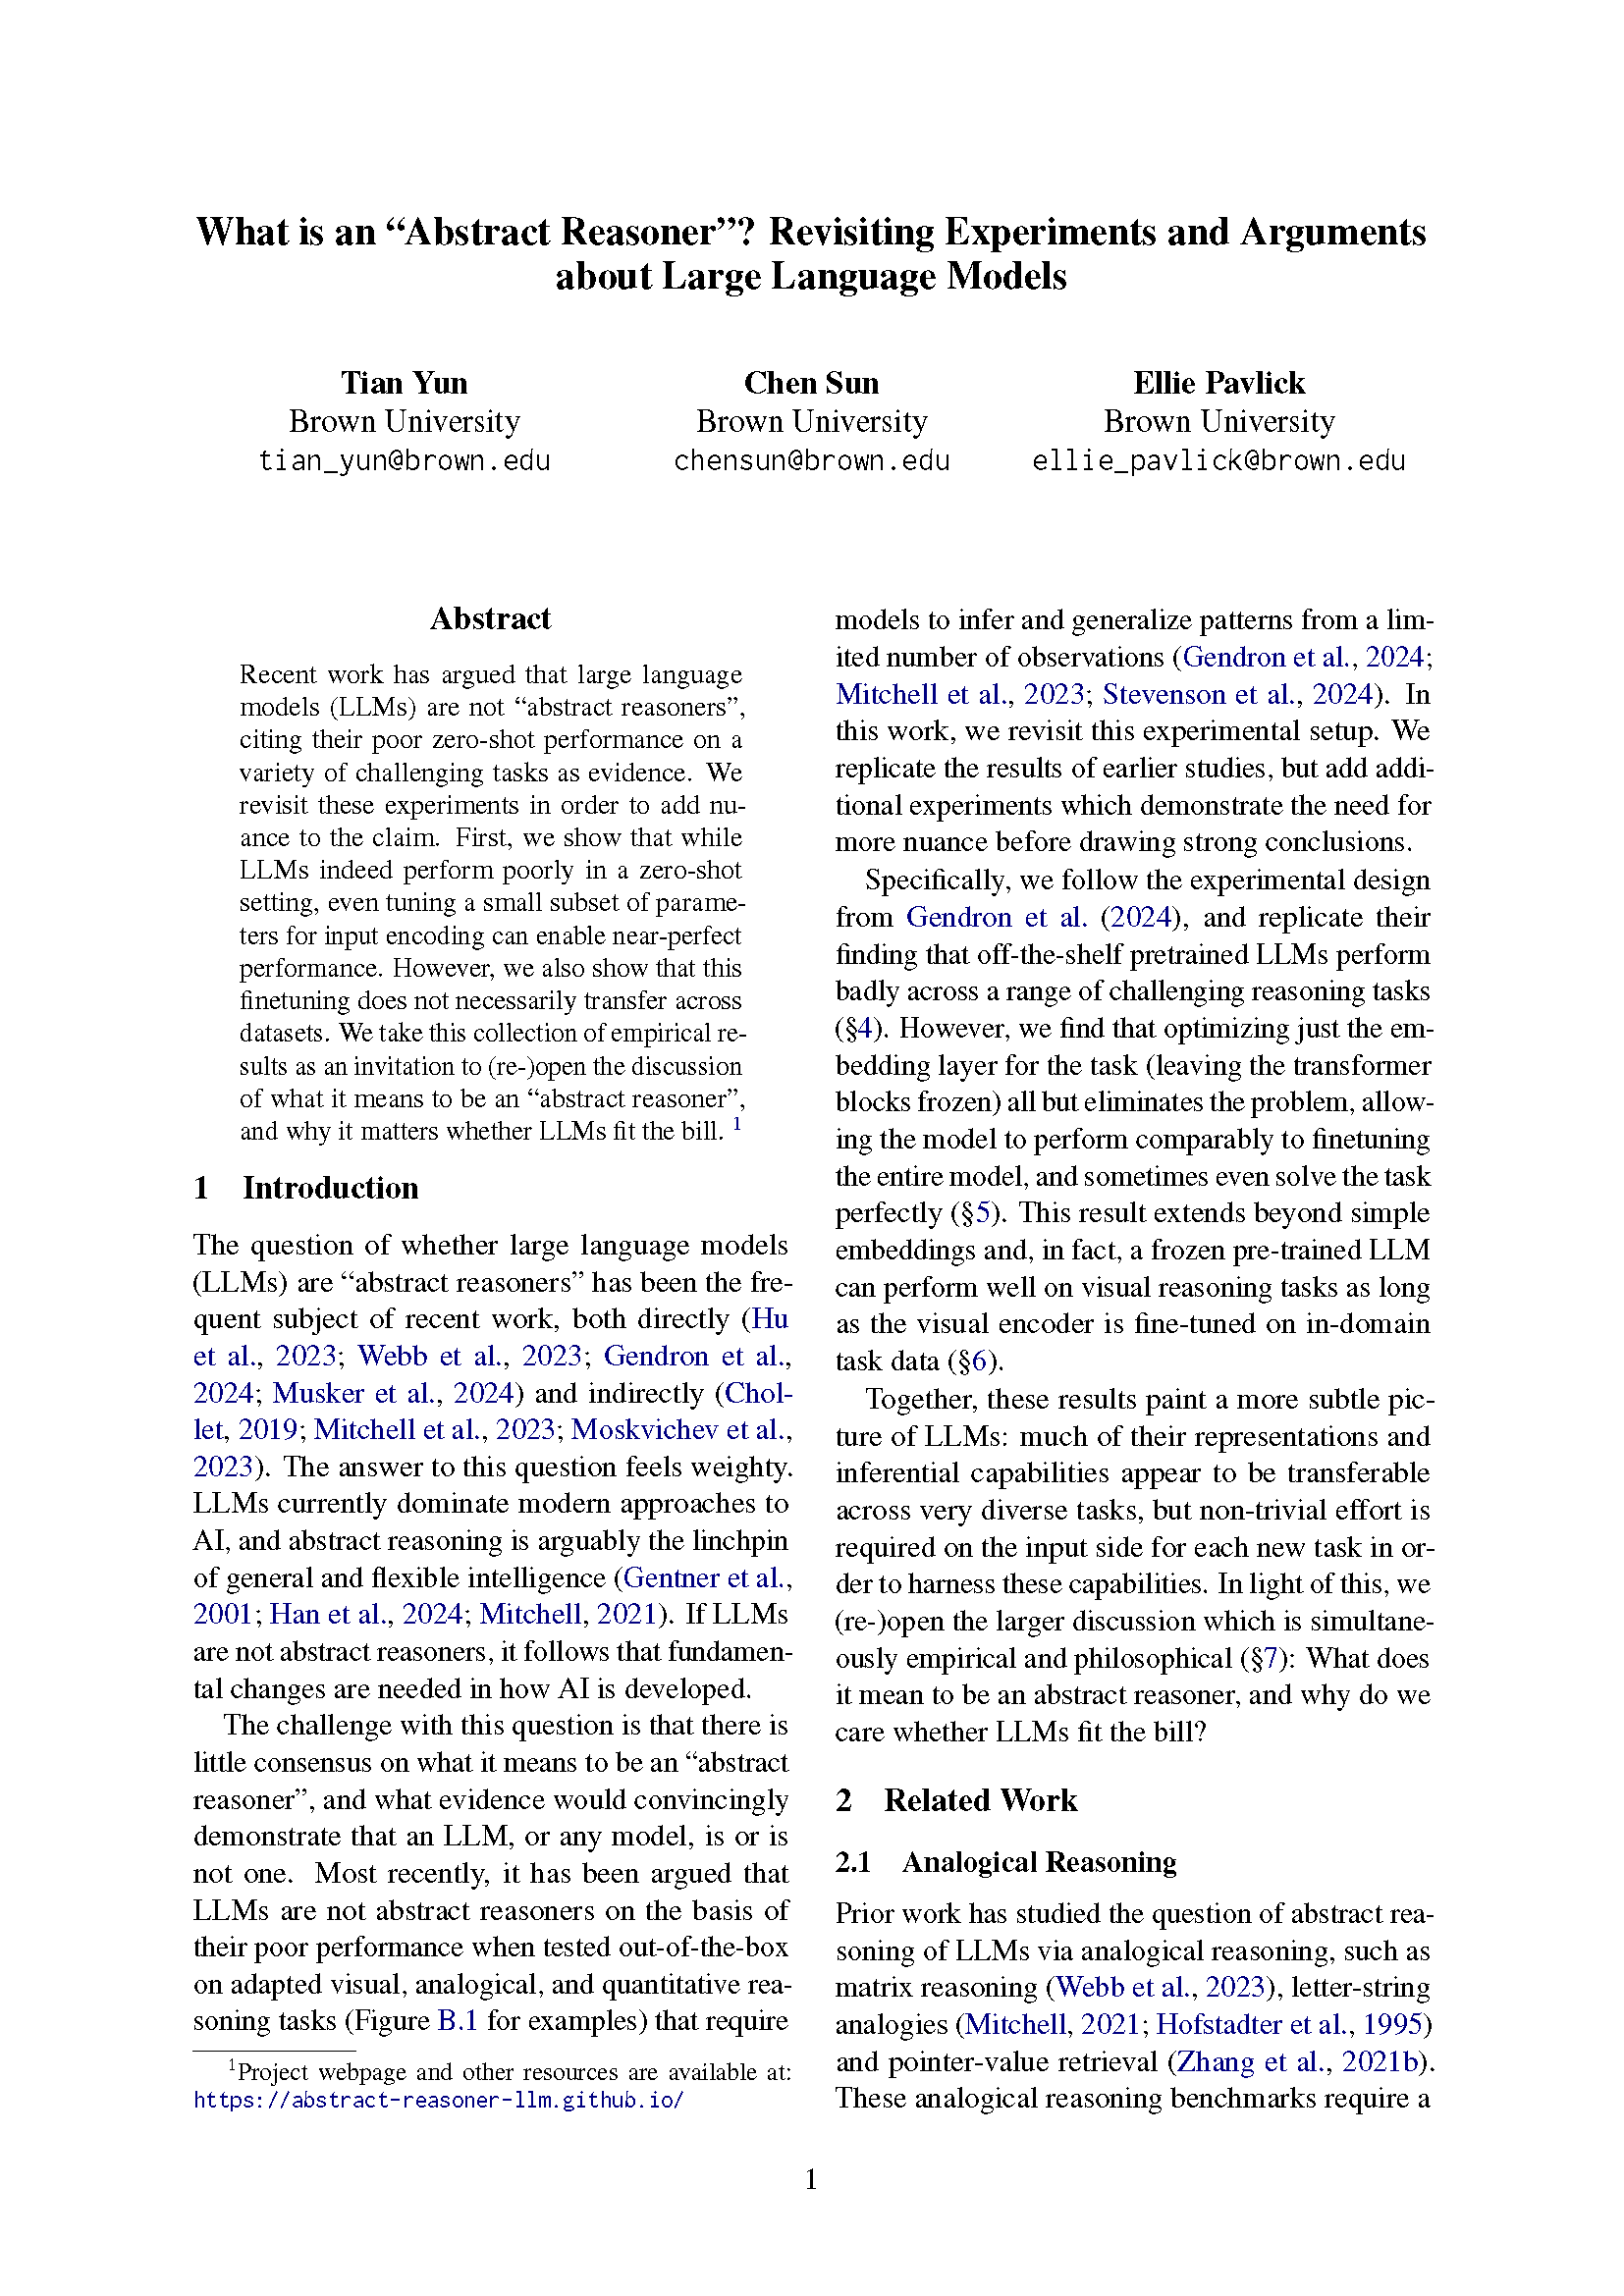 What is an “Abstract Reasoner”? Revisiting Experiments and Arguments
about Large Language Models
Tian Yun
Brown University
tian_yun@brown.edu
Chen Sun
Brown University
chensun@brown.edu
Ellie Pavlick
Brown University
ellie_pavlick@brown.edu
Abstract
Recent work has argued that large language
models (LLMs) are not “abstract reasoners”,
citing their poor zero-shot performance on a
variety of challenging tasks as evidence. We
revisit these experiments in order to add nu-
ance to the claim. First, we show that while
LLMs indeed perform poorly in a zero-shot
setting, even tuning a small subset of parame-
ters for input encoding can enable near-perfect
performance. However, we also show that this
finetuning does not necessarily transfer across
datasets. We take this collection of empirical re-
sults as an invitation to (re-)open the discussion
of what it means to be an “abstract reasoner”,
and why it matters whether LLMs fit the bill. 1
1 Introduction
The question of whether large language models
(LLMs) are “abstract reasoners” has been the fre-
quent subject of recent work, both directly (Hu
et al., 2023; Webb et al., 2023; Gendron et al.,
2024; Musker et al., 2024) and indirectly (Chol-
let, 2019; Mitchell et al., 2023; Moskvichev et al.,
2023). The answer to this question feels weighty.
LLMs currently dominate modern approaches to
AI, and abstract reasoning is arguably the linchpin
of general and flexible intelligence (Gentner et al.,
2001; Han et al., 2024; Mitchell, 2021). If LLMs
are not abstract reasoners, it follows that fundamen-
tal changes are needed in how AI is developed.
The challenge with this question is that there is
little consensus on what it means to be an “abstract
reasoner”, and what evidence would convincingly
demonstrate that an LLM, or any model, is or is
not one. Most recently, it has been argued that
LLMs are not abstract reasoners on the basis of
their poor performance when tested out-of-the-box
on adapted visual, analogical, and quantitative rea-
soning tasks (Figure B.1 for examples) that require
1Project webpage and other resources are available at:
https://abstract-reasoner-llm.github.io/
models to infer and generalize patterns from a lim-
ited number of observations (Gendron et al., 2024;
Mitchell et al., 2023; Stevenson et al., 2024). In
this work, we revisit this experimental setup. We
replicate the results of earlier studies, but add addi-
tional experiments which demonstrate the need for
more nuance before drawing strong conclusions.
Specifically, we follow the experimental design
from Gendron et al. (2024), and replicate their
finding that off-the-shelf pretrained LLMs perform
badly across a range of challenging reasoning tasks
(§4). However, we find that optimizing just the em-
bedding layer for the task (leaving the transformer
blocks frozen) all but eliminates the problem, allow-
ing the model to perform comparably to finetuning
the entire model, and sometimes even solve the task
perfectly (§5). This result extends beyond simple
embeddings and, in fact, a frozen pre-trained LLM
can perform well on visual reasoning tasks as long
as the visual encoder is fine-tuned on in-domain
task data (§6).
Together, these results paint a more subtle pic-
ture of LLMs: much of their representations and
inferential capabilities appear to be transferable
across very diverse tasks, but non-trivial effort is
required on the input side for each new task in or-
der to harness these capabilities. In light of this, we
(re-)open the larger discussion which is simultane-
ously empirical and philosophical (§7): What does
it mean to be an abstract reasoner, and why do we
care whether LLMs fit the bill?
2 Related Work
2.1 Analogical Reasoning
Prior work has studied the question of abstract rea-
soning of LLMs via analogical reasoning, such as
matrix reasoning (Webb et al., 2023), letter-string
analogies (Mitchell, 2021; Hofstadter et al., 1995)
and pointer-value retrieval (Zhang et al., 2021b).
These analogical reasoning benchmarks require a
1